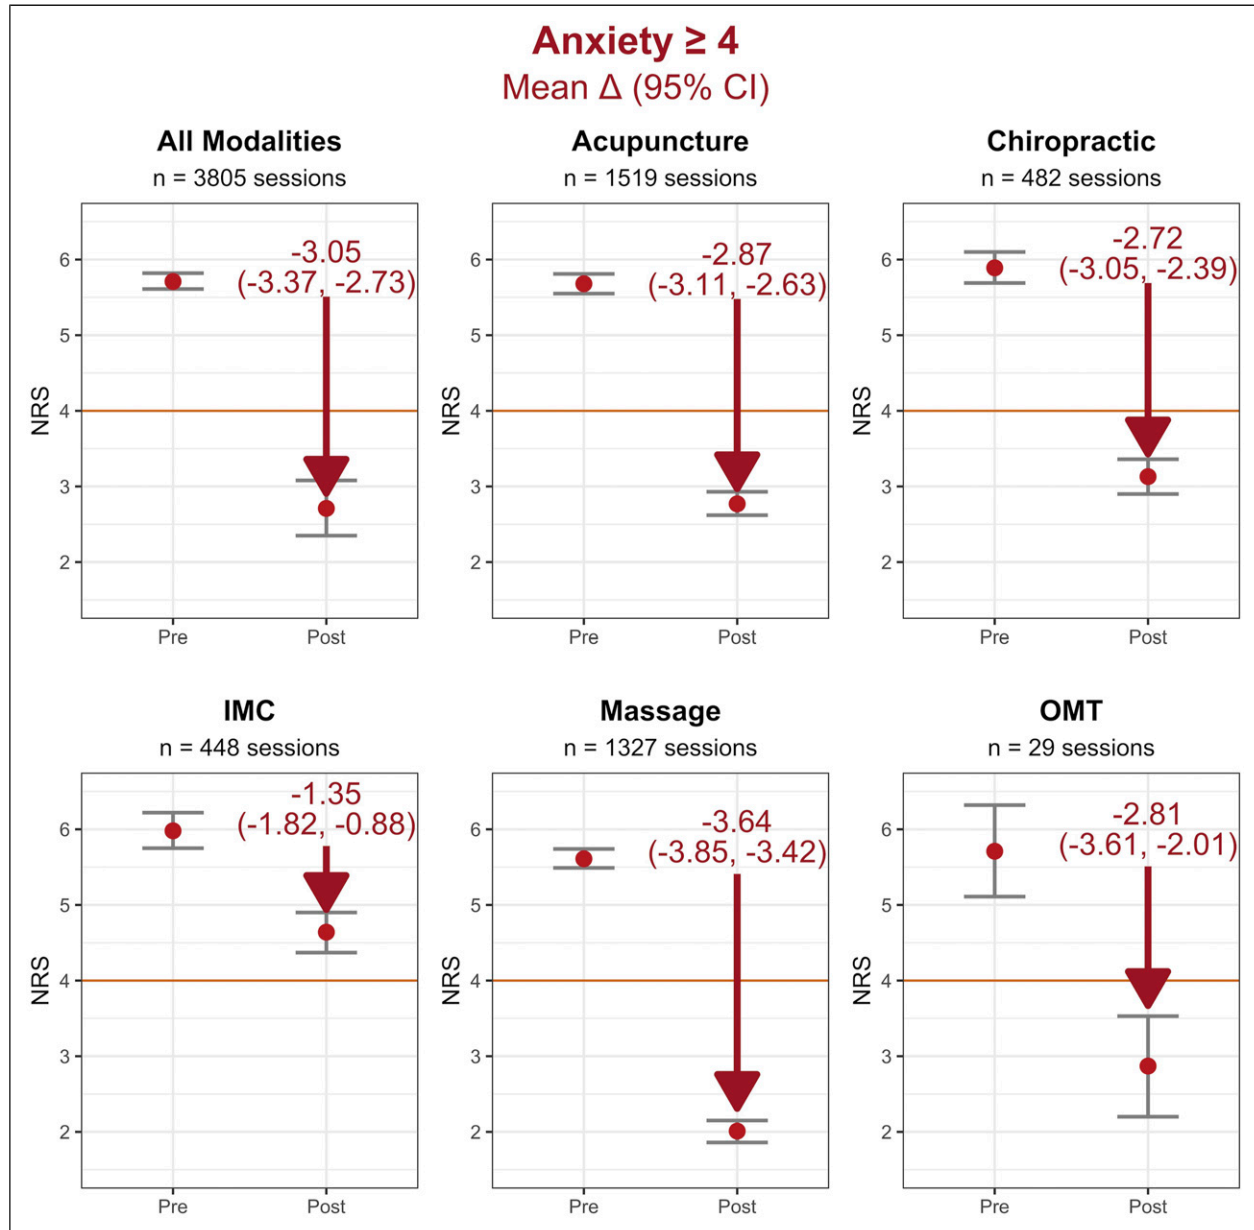 Anxiety ≥ 4
Mean Δ (95% CI)
All Modalities
n = 3805 sessions
NRS
6
5
4
3
2
-3.05
(-3.37, -2.73)
Pre
Post
Acupuncture
n = 1519 sessions
NRS
6
5
4
3
2
-2.87
(-3.11, -2.63)
Pre
Post
Chiropractic
n = 482 sessions
NRS
6
5
4
3
2
-2.72
(-3.05, -2.39)
Pre
Post
IMC
n = 448 sessions
NRS
6
5
4
3
2
-1.35
(-1.82, -0.88)
Pre
Post
Massage
n = 1327 sessions
NRS
6
5
4
3
2
-3.64
(-3.85, -3.42)
Pre
Post
OMT
n = 29 sessions
NRS
6
5
4
3
2
-2.81
(-3.61, -2.01)
Pre
Post